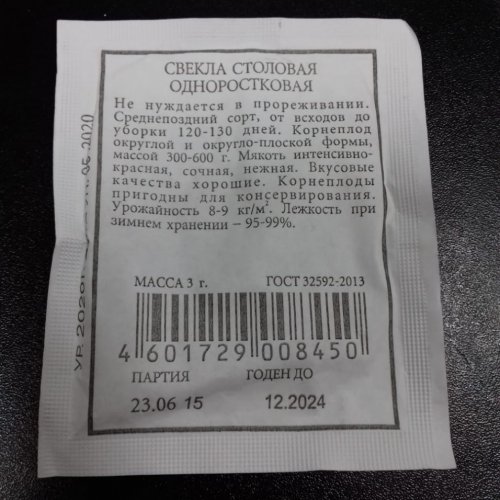 СВЕКЛА СТОЛОВАЯ
ОДНОРОСТКОВАЯ
Не нуждается в прореживании.
Среднепоздний сорт, от всходов до
уборки 120-130 дней. Корнеплод
округлой и округло-плоской формы,
массой 300-600 г. Мякоть интенсивно-
красная, сочная, нежная. Вкусовые
качества хорошие. Корнеплоды
пригодны для консервирования.
Урожайность 8-9 кг/м². Лежкость при
зимнем хранении – 95-99%.
МАССА 3 г. ГОСТ 32592-2013
4 601729 008450
ПАРТИЯ ГОДЕН ДО
23.06 15 12.2024